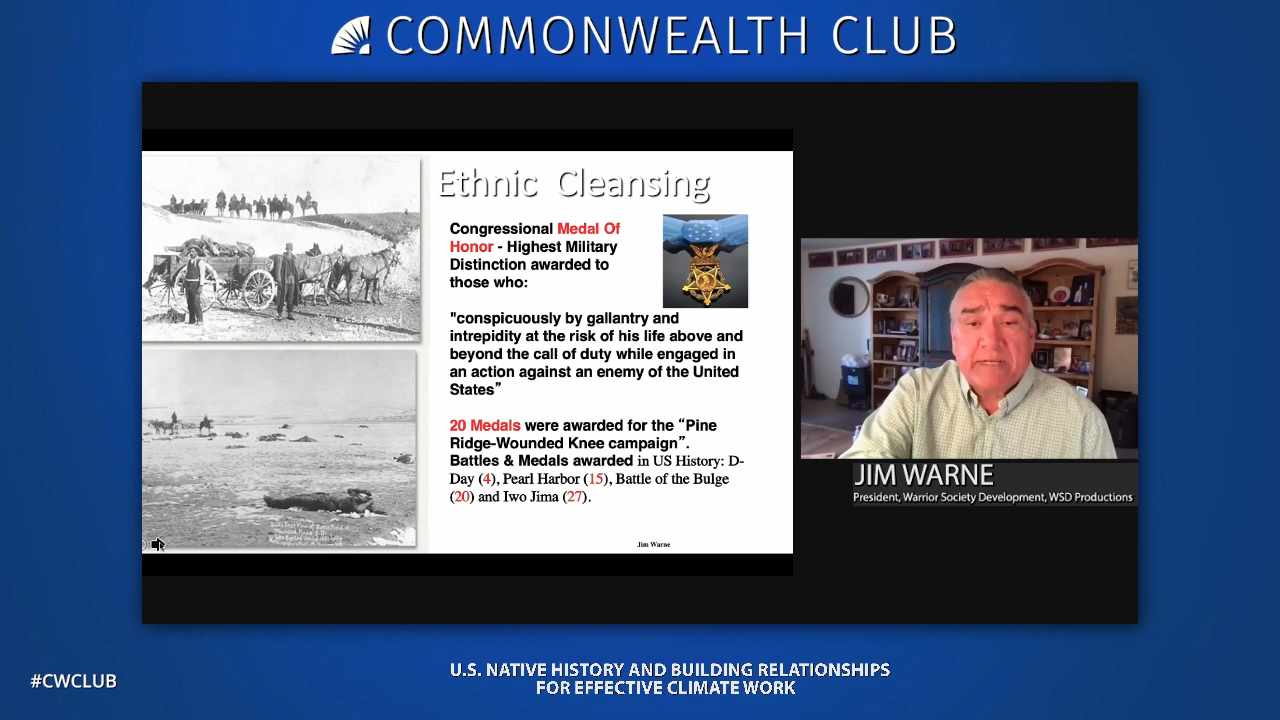 COMMONWEALTH CLUB
Ethnic Cleansing
Congressional Medal Of
Honor - Highest Military
Distinction awarded to
those who:
"conspicuously by gallantry and
intrepidity at the risk of his life above and
beyond the call of duty while engaged in
an action against an enemy of the United
States”
20 Medals were awarded for the “Pine
Ridge-Wounded Knee campaign”.
Battles & Medals awarded in US History: D-
Day (4), Pearl Harbor (15), Battle of the Bulge
(20) and Iwo Jima (27).
Jim Warne
JIM WARNE
President, Warrior Society Development, WSD Productions
#CWCLUB
U.S. NATIVE HISTORY AND BUILDING RELATIONSHIPS
FOR EFFECTIVE CLIMATE WORK